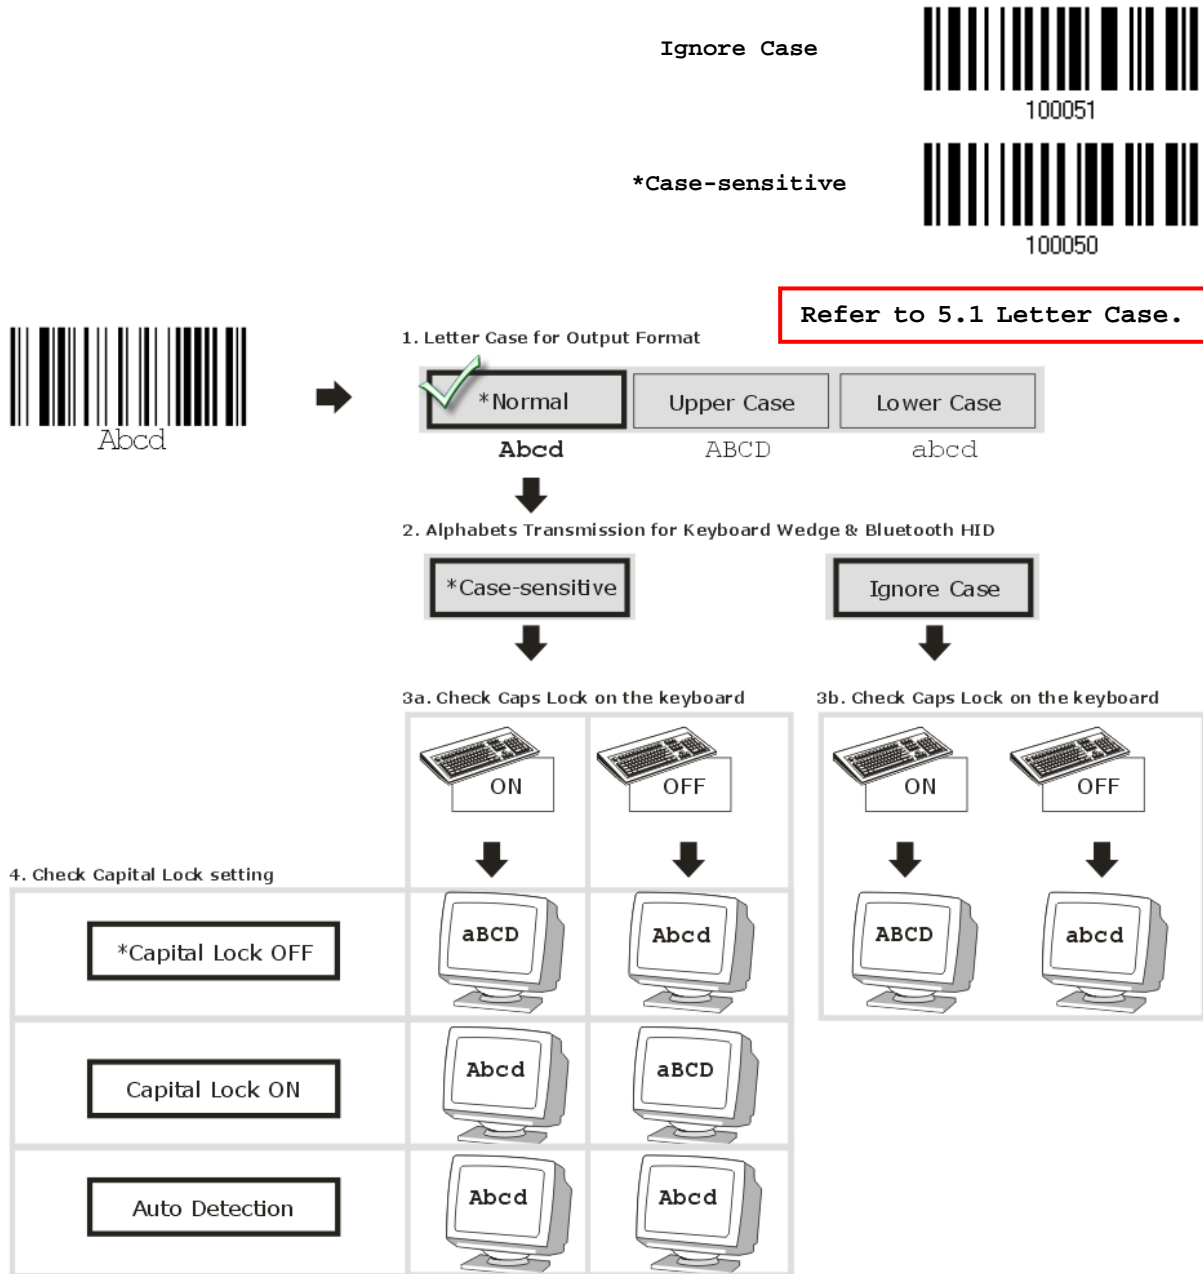 Ignore Case
100051
*Case-sensitive
100050
Refer to 5.1 Letter Case.
Abcd
1. Letter Case for Output Format
*Normal Upper Case Lower Case
Abcd ABCD abcd
2. Alphabets Transmission for Keyboard Wedge & Bluetooth HID
*Case-sensitive Ignore Case
3a. Check Caps Lock on the keyboard 3b. Check Caps Lock on the keyboard
ON OFF ON OFF
4. Check Capital Lock setting
*Capital Lock OFF aBCD Abcd ABCD abcd
Capital Lock ON Abcd aBCD
Auto Detection Abcd Abcd